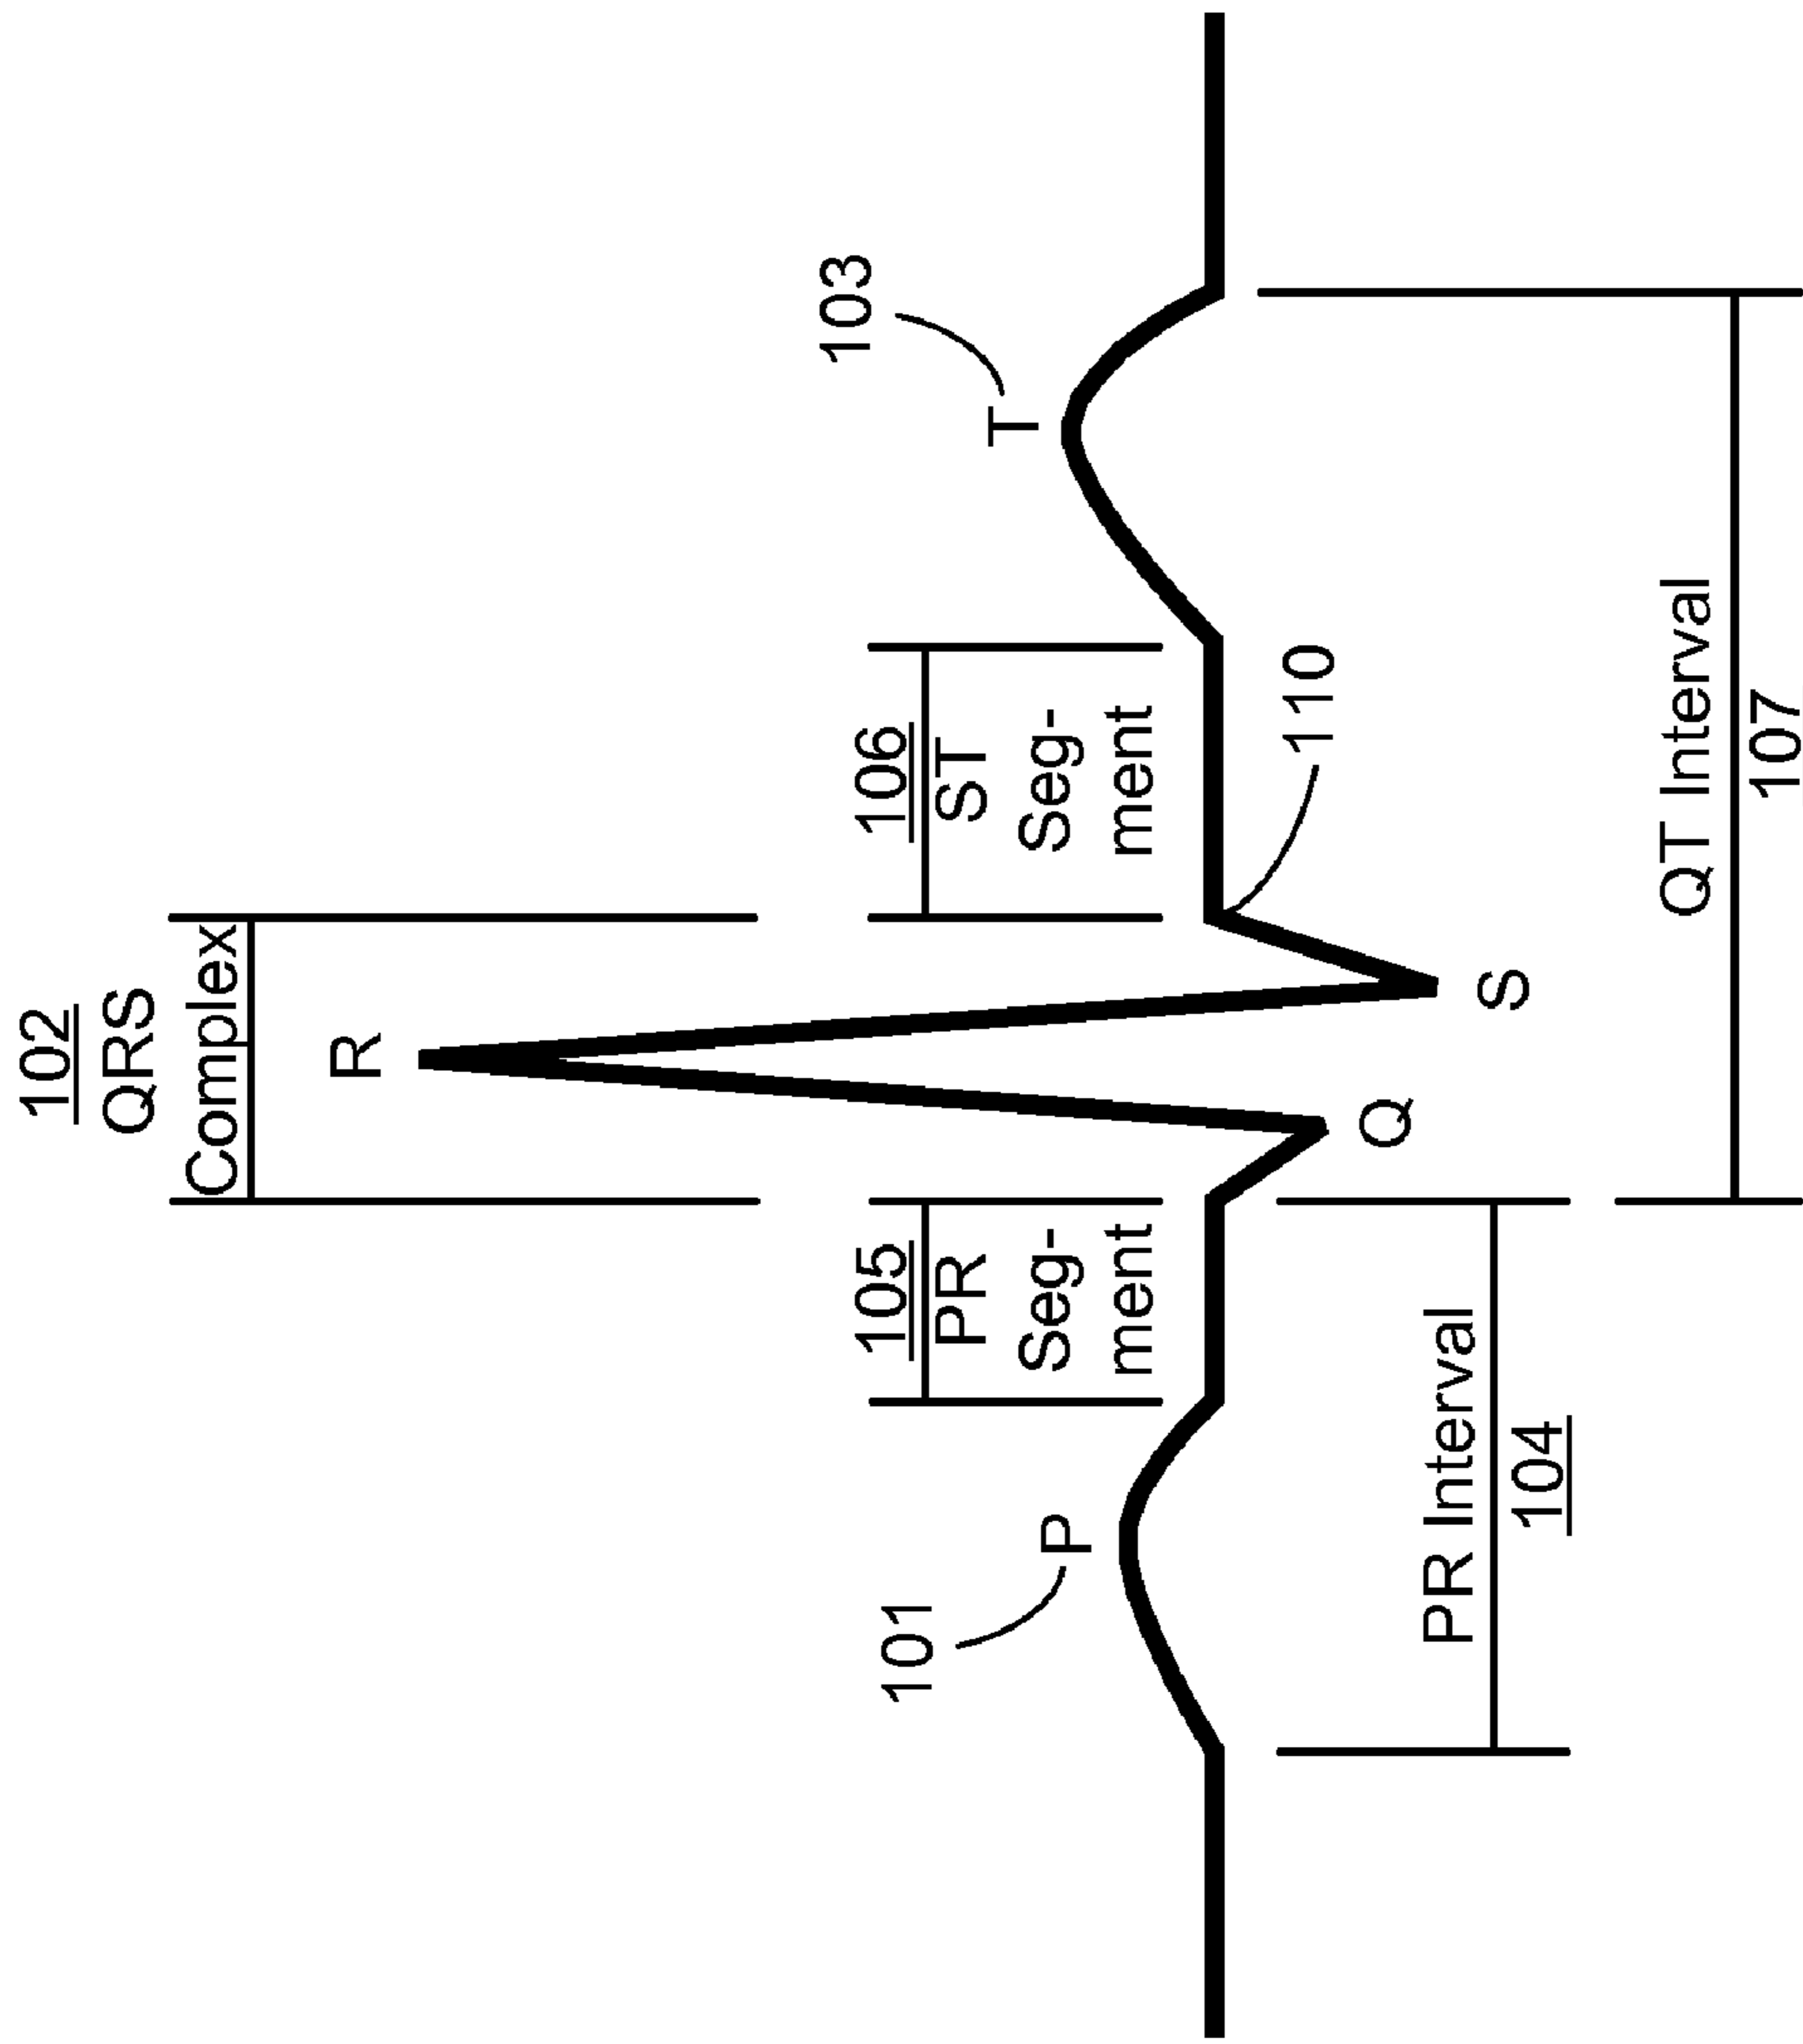 102
QRS
Complex
R
101
P
105
PR
Seg-
ment
106
ST
Seg-
ment
103
T
Q
S
110
PR Interval
104
QT Interval
107